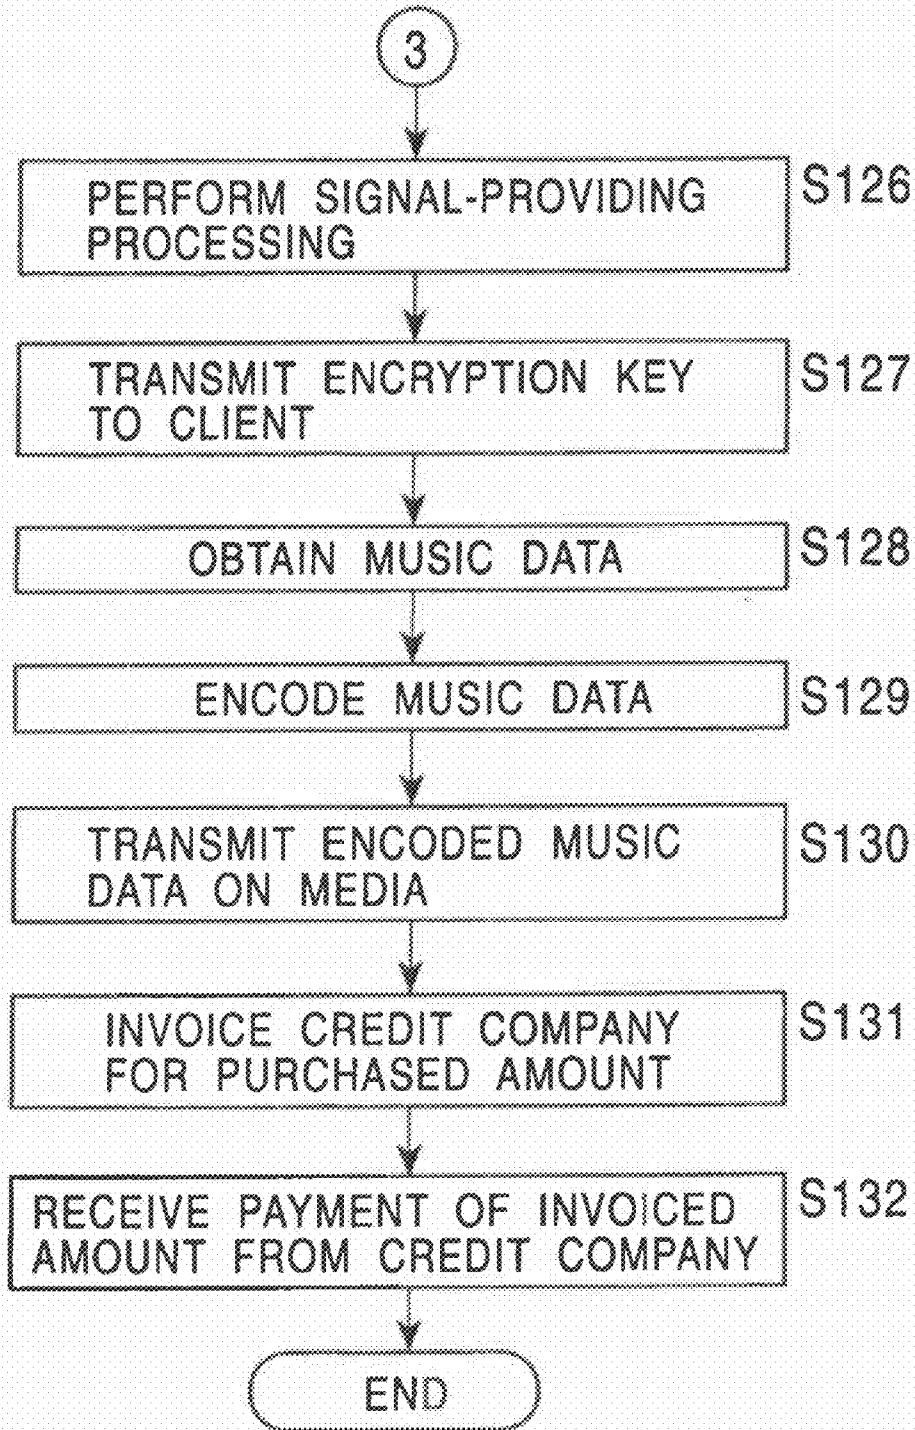 3
PERFORM SIGNAL-PROVIDING
PROCESSING
S126
TRANSMIT ENCRYPTION KEY
TO CLIENT
S127
OBTAIN MUSIC DATA
S128
ENCODE MUSIC DATA
S129
TRANSMIT ENCODED MUSIC
DATA ON MEDIA
S130
INVOICE CREDIT COMPANY
FOR PURCHASED AMOUNT
S131
RECEIVE PAYMENT OF INVOICED
AMOUNT FROM CREDIT COMPANY
S132
END